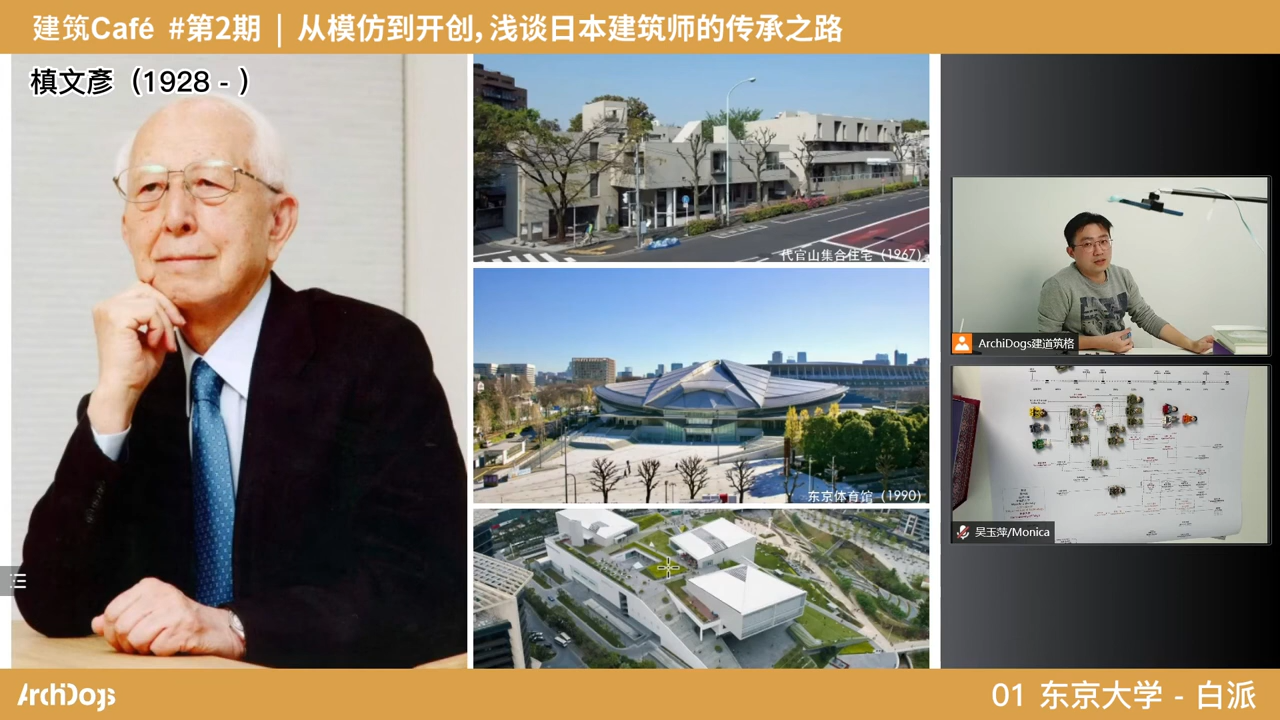 建筑Café #第2期 | 从模仿到开创，浅谈日本建筑师的传承之路
槙文彥（1928 - ）
代官山集合住宅（1967）
东京体育馆（1990）
ArchiDogs建道筑格
吴玉萍/Monica
ArchiDogs
01 东京大学 - 白派